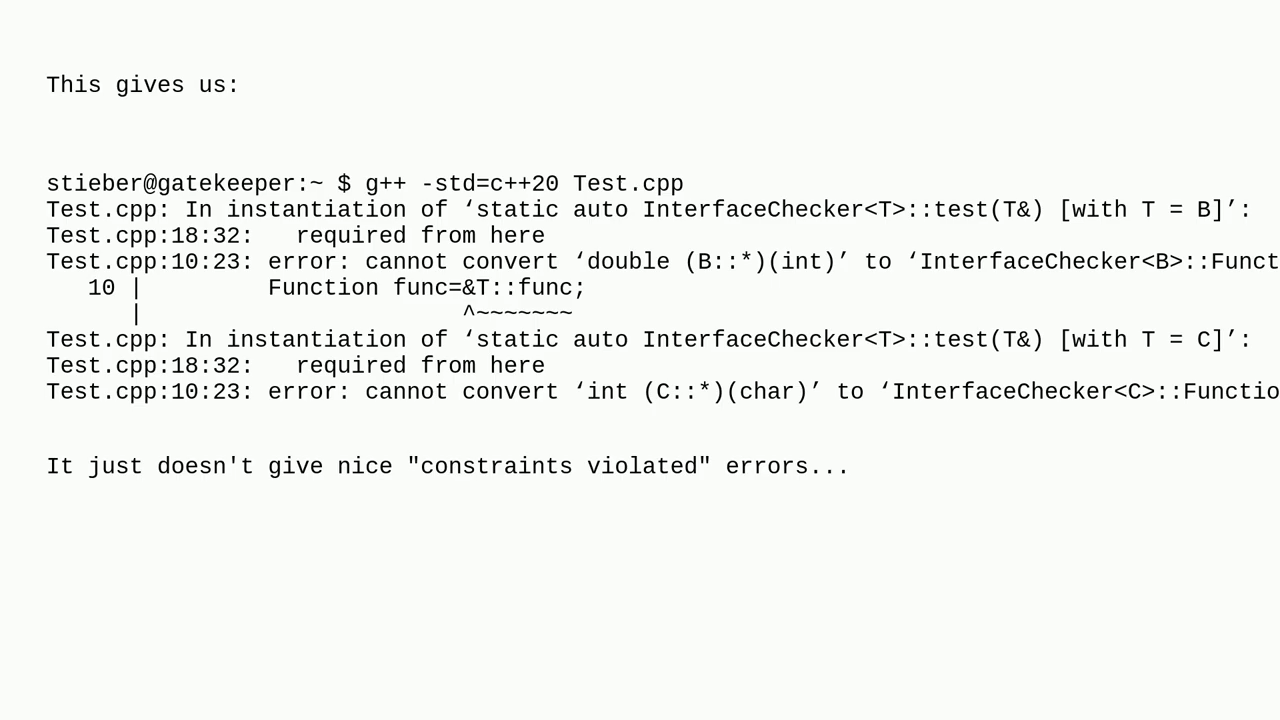 This gives us:
stieber@gatekeeper:~ $ g++ -std=c++20 Test.cpp
Test.cpp: In instantiation of ‘static auto InterfaceChecker<T>::test(T&) [with T = B]’:
Test.cpp:18:32:   required from here
Test.cpp:10:23: error: cannot convert ‘double (B::*)(int)’ to ‘InterfaceChecker<B>::Funct
   10 |         Function func=&T::func;
      |                       ^~~~~~~~
Test.cpp: In instantiation of ‘static auto InterfaceChecker<T>::test(T&) [with T = C]’:
Test.cpp:18:32:   required from here
Test.cpp:10:23: error: cannot convert ‘int (C::*)(char)’ to ‘InterfaceChecker<C>::Functio
It just doesn't give nice "constraints violated" errors...